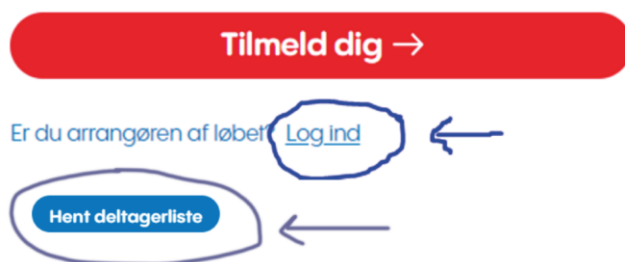 Tilmeld dig →
Er du arrangøren af løbet? Log ind
Hent deltagerliste